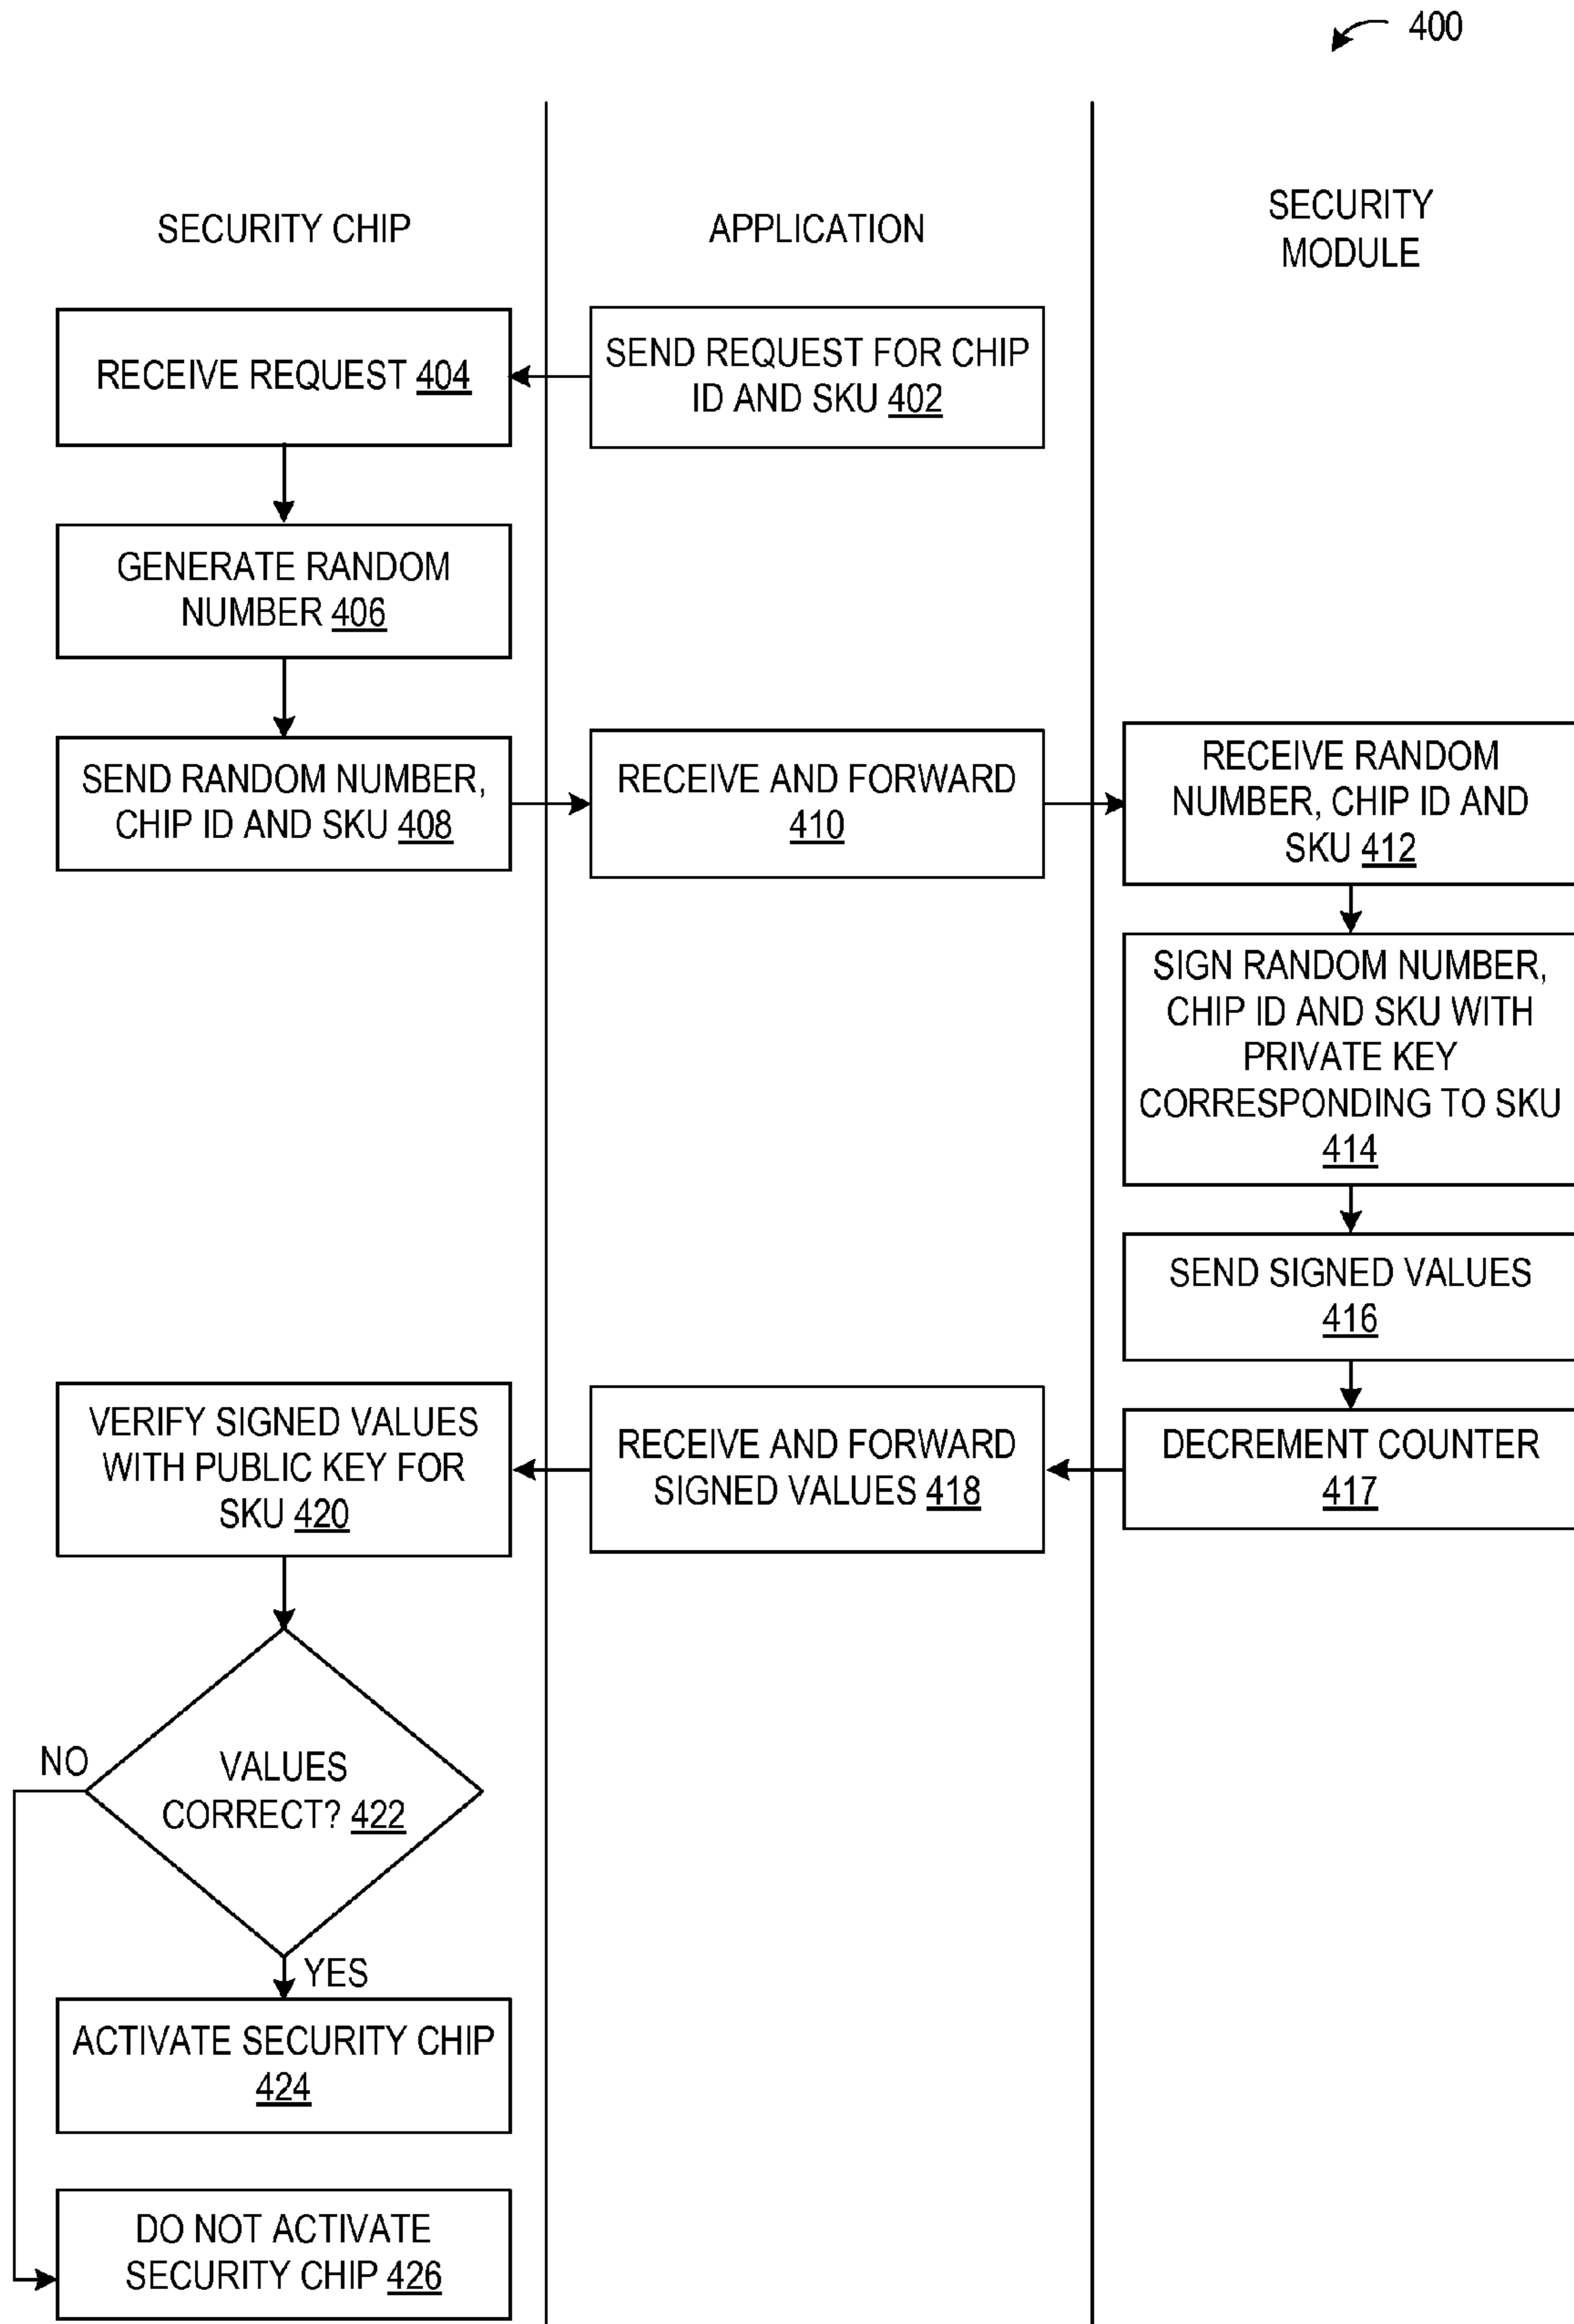 400
SECURITY CHIP
APPLICATION
SECURITY
MODULE
RECEIVE REQUEST 404
SEND REQUEST FOR CHIP
ID AND SKU 402
GENERATE RANDOM
NUMBER 406
SEND RANDOM NUMBER,
CHIP ID AND SKU 408
RECEIVE AND FORWARD
410
RECEIVE RANDOM
NUMBER, CHIP ID AND
SKU 412
SIGN RANDOM NUMBER,
CHIP ID AND SKU WITH
PRIVATE KEY
CORRESPONDING TO SKU
414
SEND SIGNED VALUES
416
DECREMENT COUNTER
417
RECEIVE AND FORWARD
SIGNED VALUES 418
VERIFY SIGNED VALUES
WITH PUBLIC KEY FOR
SKU 420
VALUES
CORRECT? 422
NO
YES
ACTIVATE SECURITY CHIP
424
DO NOT ACTIVATE
SECURITY CHIP 426